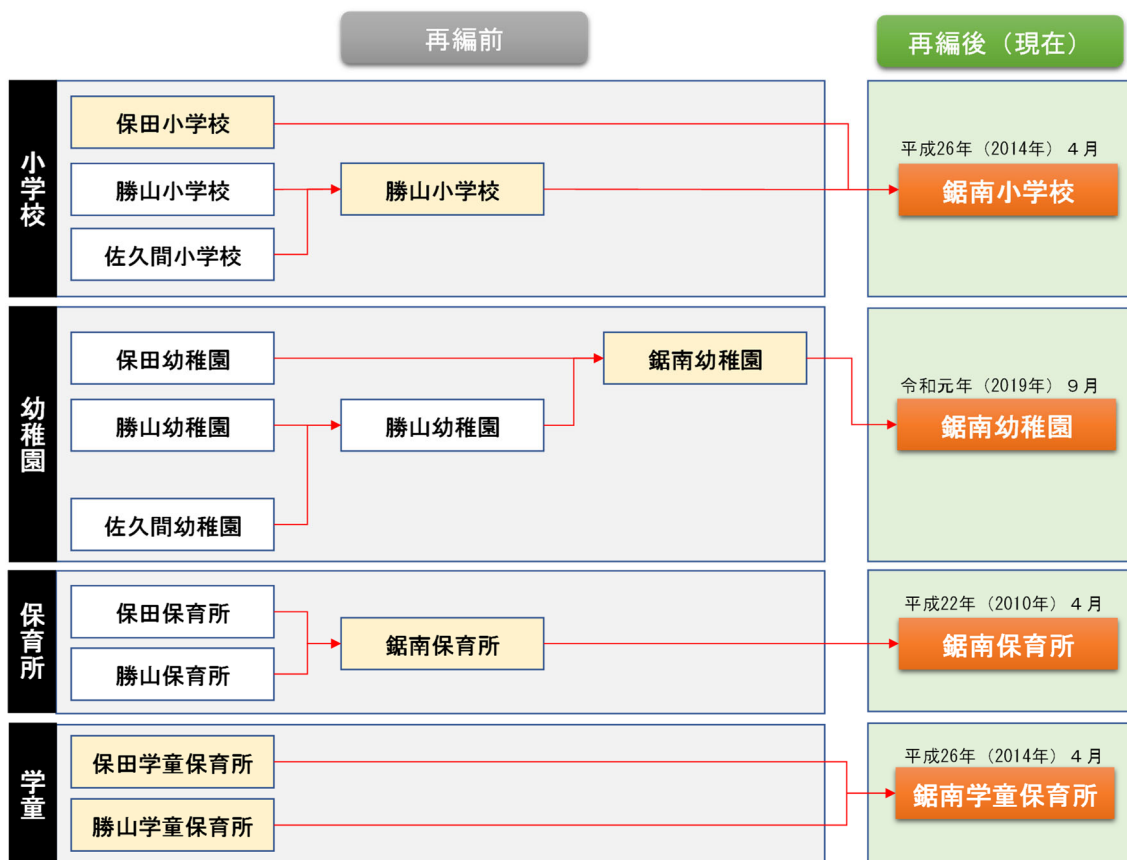 再編前
再編後（現在）
小学校
保田小学校
勝山小学校
佐久間小学校
勝山小学校
平成26年（2014年）４月
鋸南小学校
幼稚園
保田幼稚園
勝山幼稚園
佐久間幼稚園
勝山幼稚園
鋸南幼稚園
令和元年（2019年）９月
鋸南幼稚園
保育所
保田保育所
勝山保育所
鋸南保育所
平成22年（2010年）４月
鋸南保育所
学童
保田学童保育所
勝山学童保育所
平成26年（2014年）４月
鋸南学童保育所